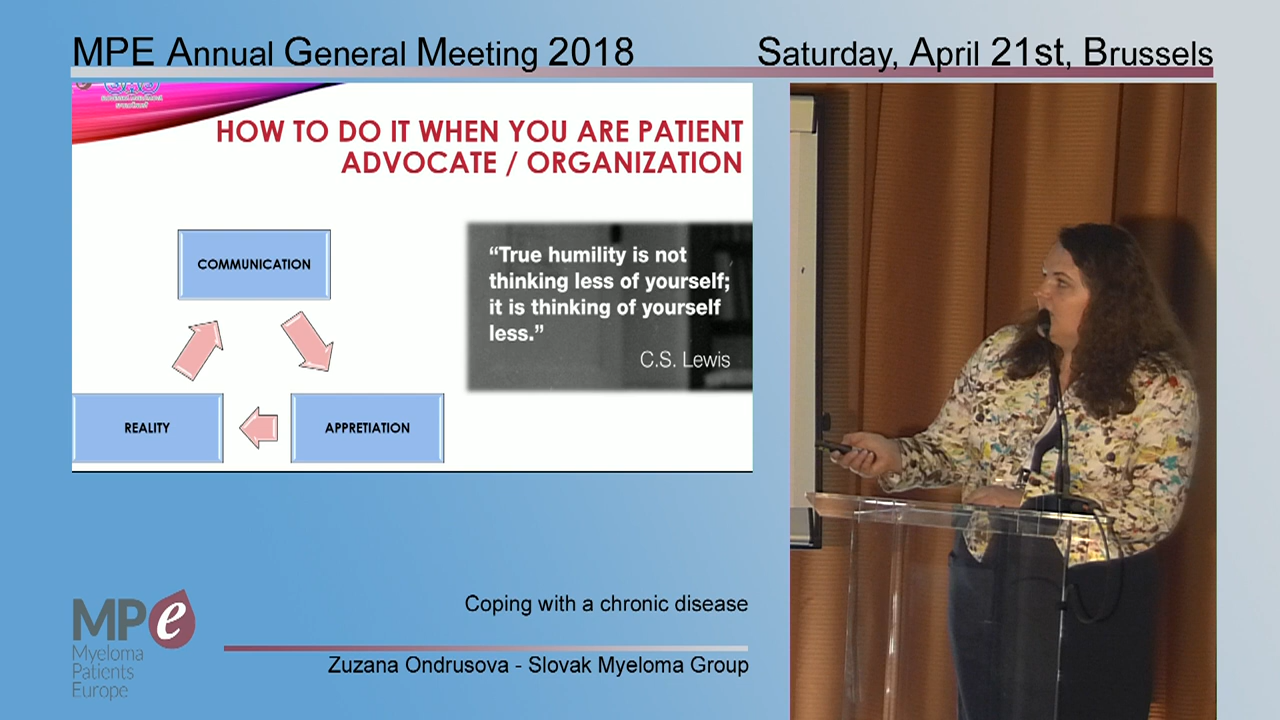 MPE Annual General Meeting 2018
Saturday, April 21st, Brussels
HOW TO DO IT WHEN YOU ARE PATIENT
ADVOCATE / ORGANIZATION
COMMUNICATION
REALITY
APPRETIATION
“True humility is not
thinking less of yourself;
it is thinking of yourself
less.”
C.S. Lewis
Coping with a chronic disease
Zuzana Ondrusova - Slovak Myeloma Group
MPe
Myeloma
Patients
Europe